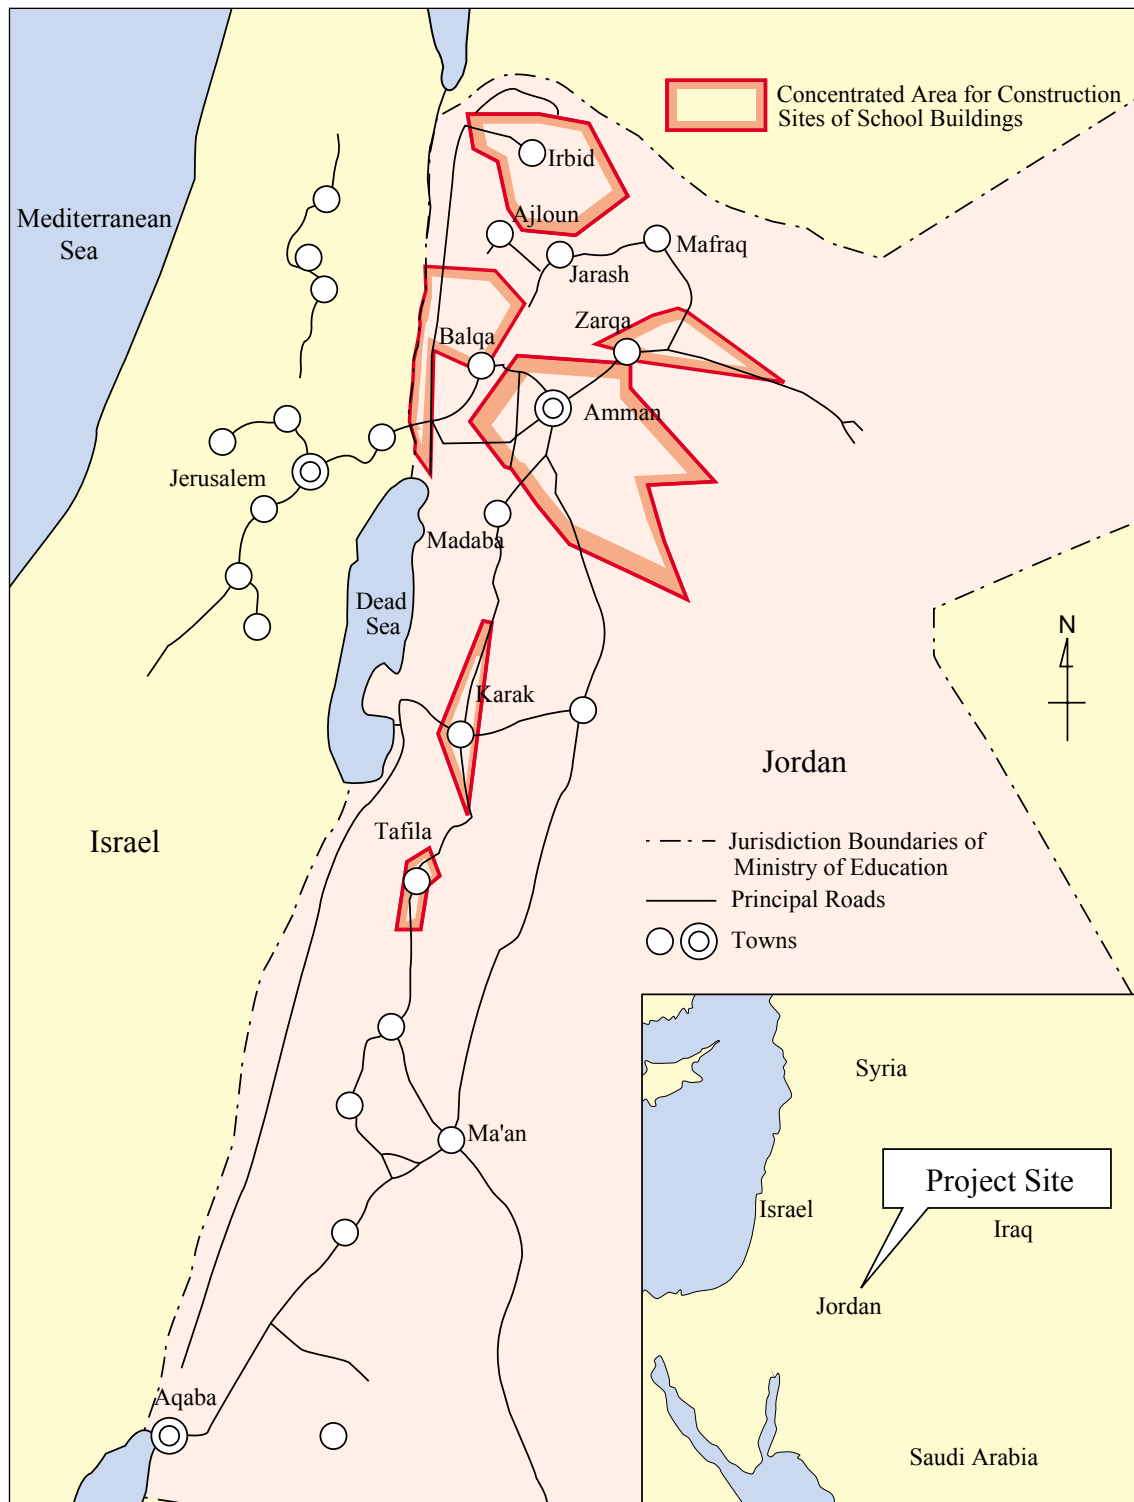 Concentrated Area for Construction
Sites of School Buildings
Irbid
Mediterranean
Sea
Ajloun
Mafraq
Jarash
Zarqa
Balqa
Amman
Jerusalem
Madaba
Dead
Sea
N
Karak
Jordan
Tafila
Israel
Jurisdiction Boundaries of
Ministry of Education
Principal Roads
Towns
Syria
Ma'an
Project Site
Israel
Iraq
Jordan
Aqaba
Saudi Arabia